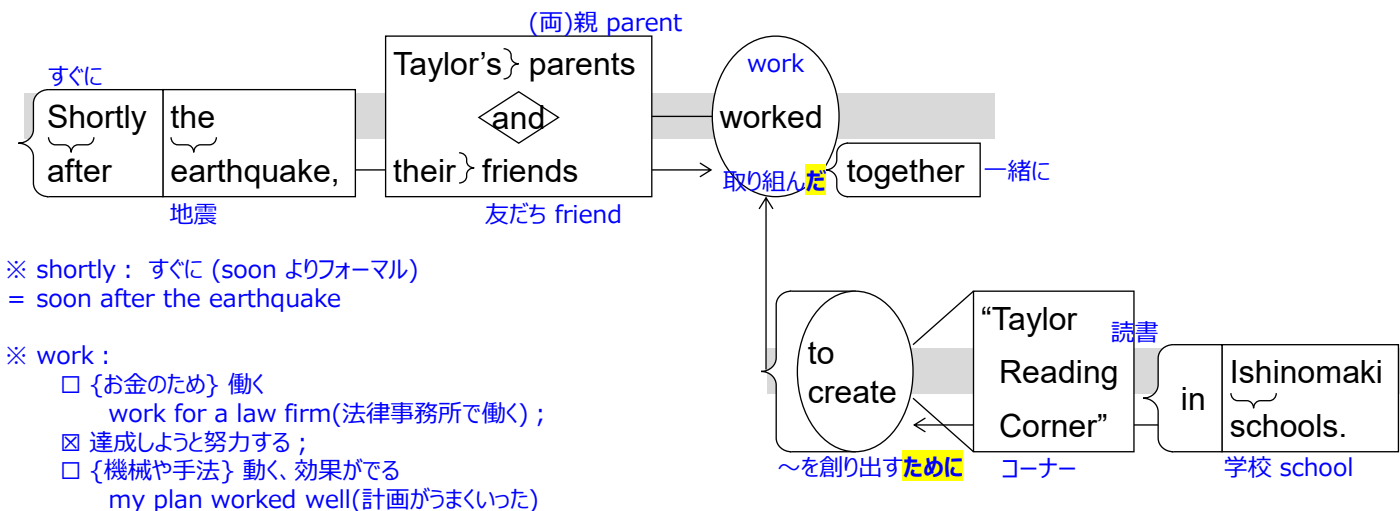 (両)親 parent
すぐに
Taylor's parents
work
Shortly the
and
worked
after earthquake,
their friends
together
一緒に
取り組んだ
地震
友だち friend
※ shortly : すぐに (soon よりフォーマル)
= soon after the earthquake
※ work :
□ {お金のため} 働く
work for a law firm(法律事務所で働く) ;
☒ 達成しようと努力する ;
□ {機械や手法} 動く、効果がでる
my plan worked well(計画がうまくいった)
to
create
“Taylor
Reading
Corner”
読書
in
Ishinomaki
schools.
～を創り出すために
コーナー
学校 school